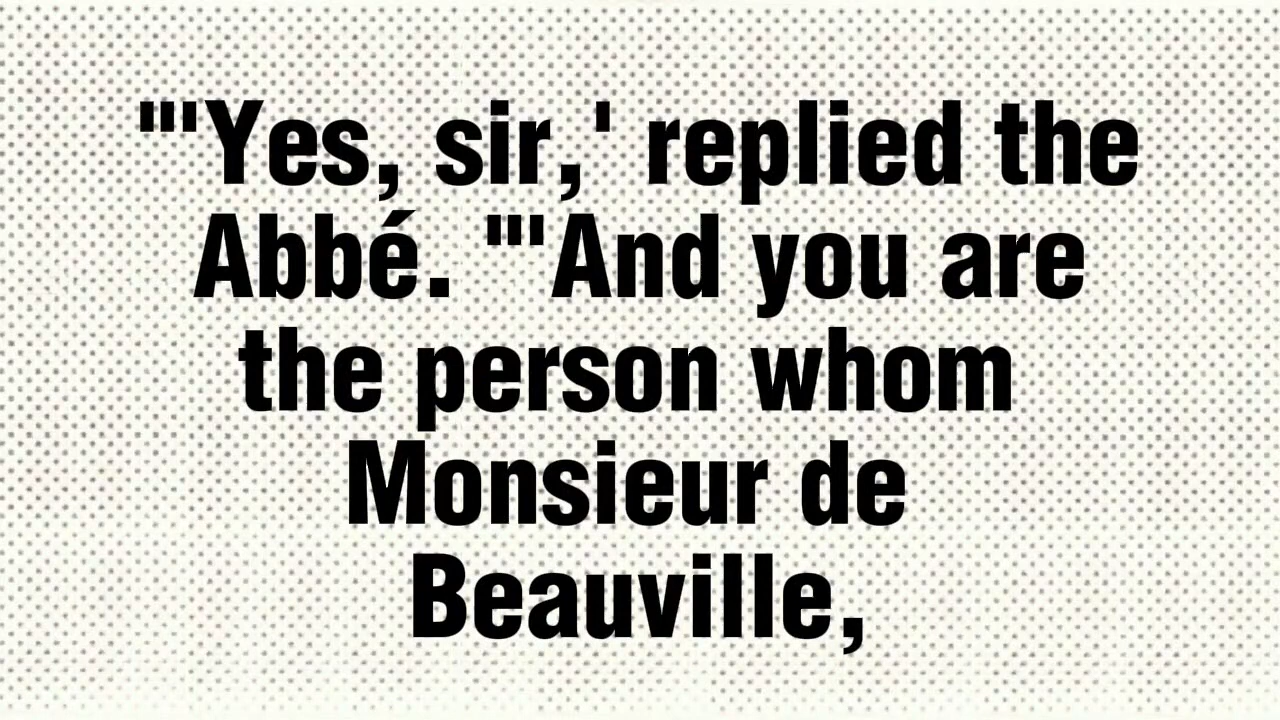 "'Yes, sir,' replied the
Abbé. "'And you are
the person whom
Monsieur de
Beauville,